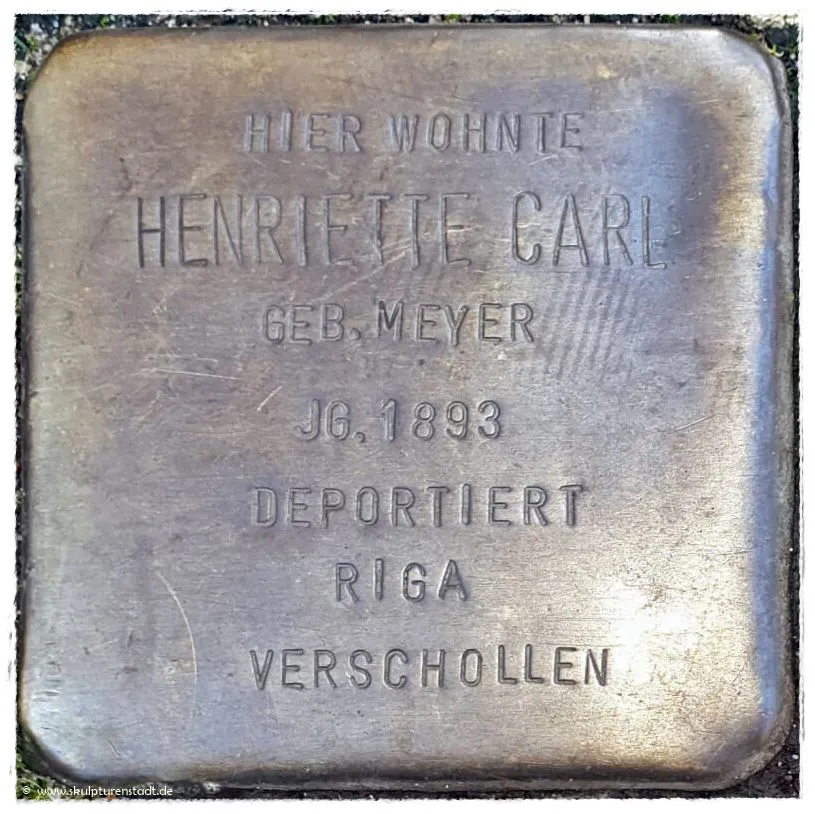 HIER WOHNTE
HENRIETTE CARL
GEB. MEYER
JG. 1893
DEPORTIERT
RIGA
VERSCHOLLEN
© www.skulpturenstadt.de